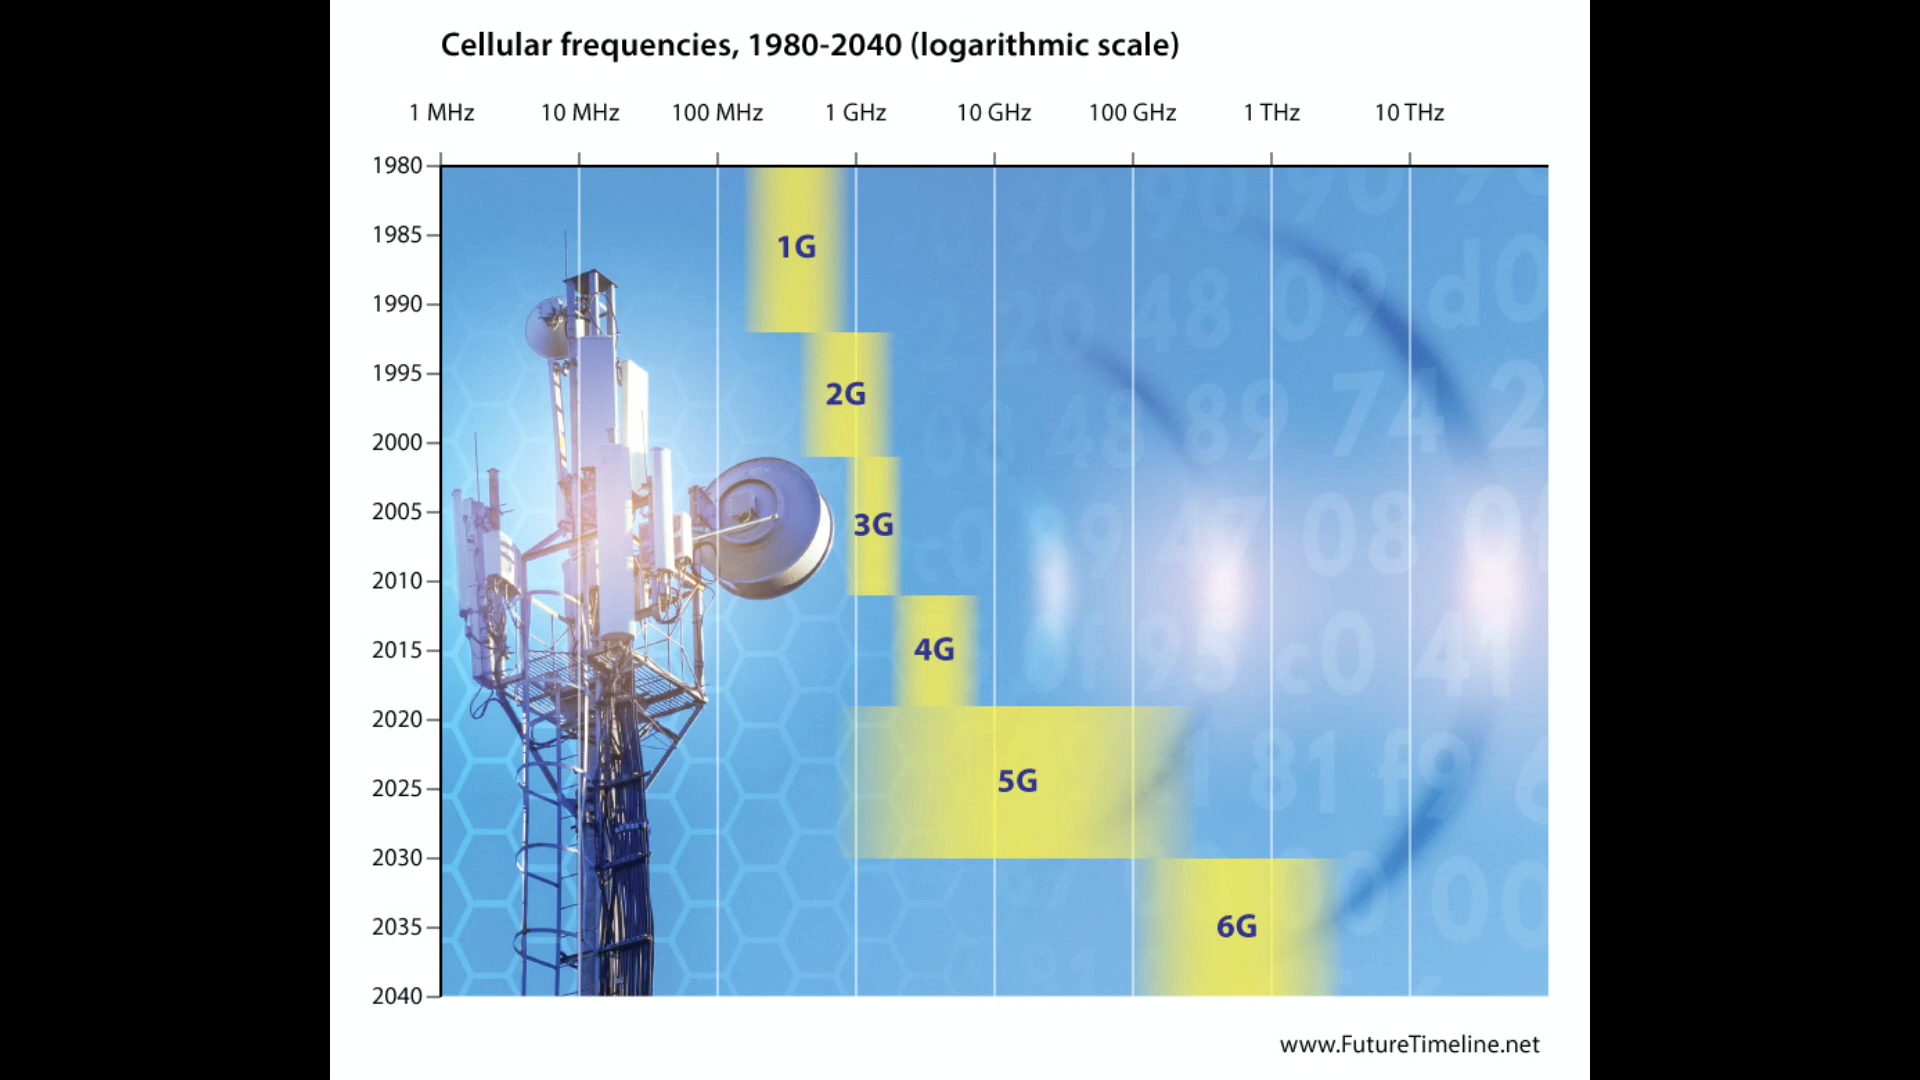 Cellular frequencies, 1980-2040 (logarithmic scale)
1 MHz 10 MHz 100 MHz 1 GHz 10 GHz 100 GHz 1 THz 10 THz
1980
1985
1G
1990
1995
2G
2000
2005
3G
2010
2015
4G
2020
2025
5G
2030
2035
6G
2040
www.FutureTimeline.net